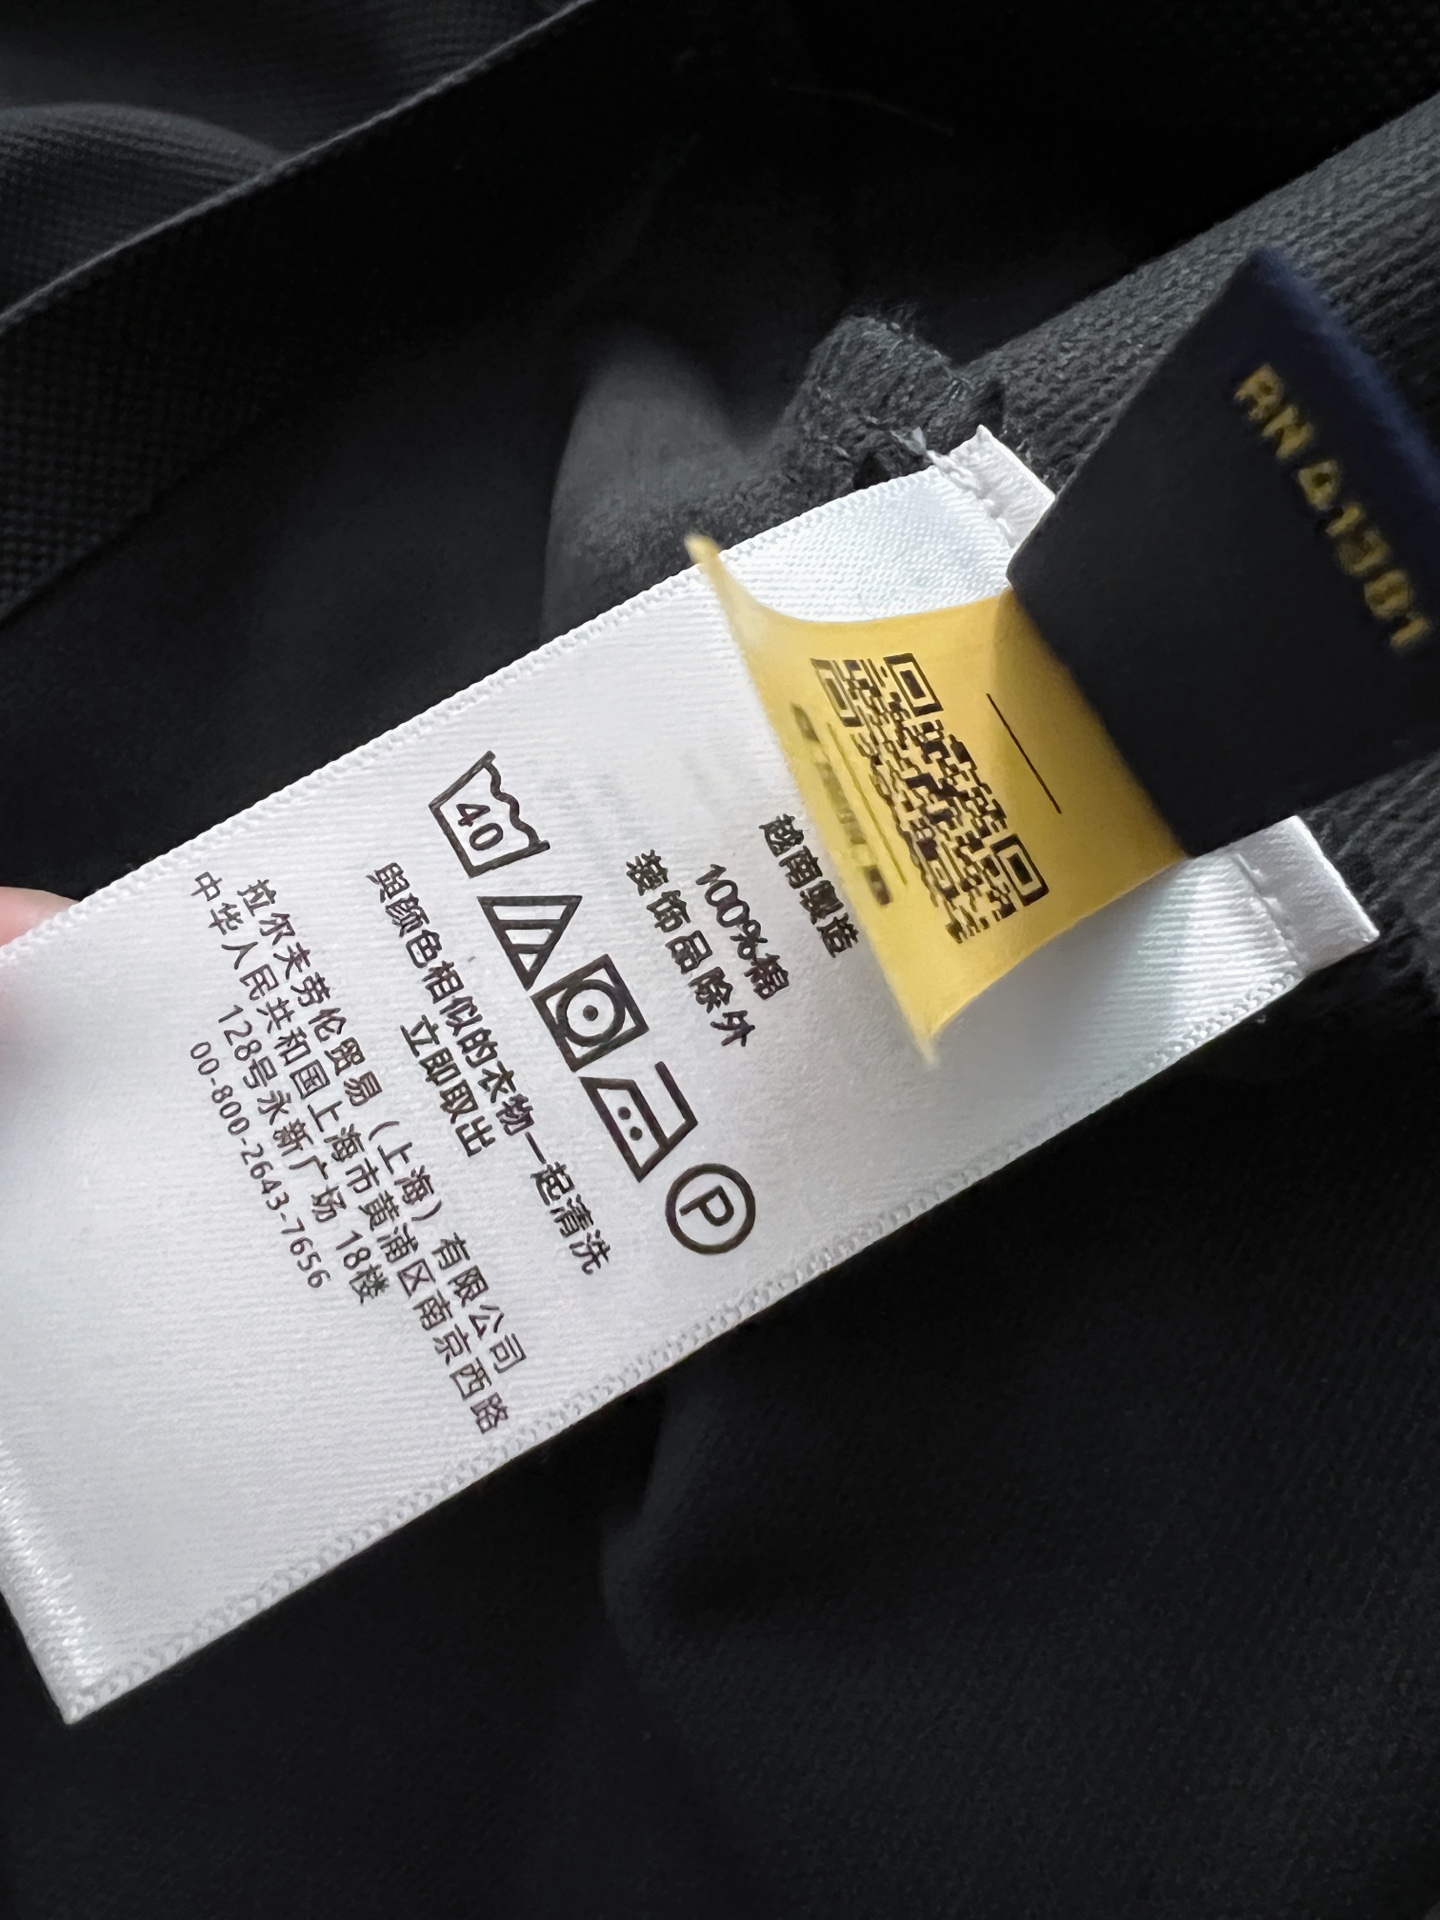 RN 41381
越南製造
100%棉
装饰品除外
40
P
與颜色相似的衣物一起清洗
立即取出
拉尔夫劳伦贸易（上海）有限公司
中华人民共和国上海市黄浦区南京西路
128号永新广场 18楼
00-800-2643-7656